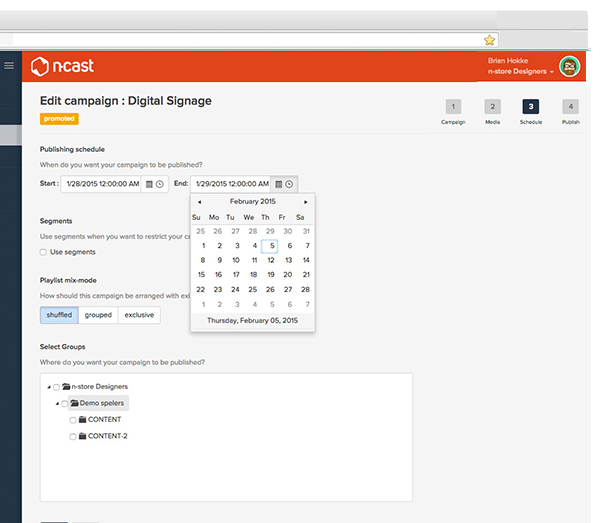 Brian Hokke
n·cast
n-store Designers
Edit campaign : Digital Signage
promoted
1 2 3 4
Campaign Media Schedule Publish
Publishing schedule
When do you want your campaign to be published?
Start : 1/28/2015 12:00:00 AM End: 1/29/2015 12:00:00 AM
February 2015
Su Mo Tu We Th Fr Sa
25 26 27 28 29 30 31
1 2 3 4 5 6 7
8 9 10 11 12 13 14
15 16 17 18 19 20 21
22 23 24 25 26 27 28
1 2 3 4 5 6 7
Thursday, February 05, 2015
Segments
Use segments when you want to restrict your ca
Use segments
Playlist mix-mode
How should this campaign be arranged with exi
shuffled grouped exclusive
Select Groups
Where do you want your campaign to be published?
n-store Designers
Demo spelers
CONTENT
CONTENT-2